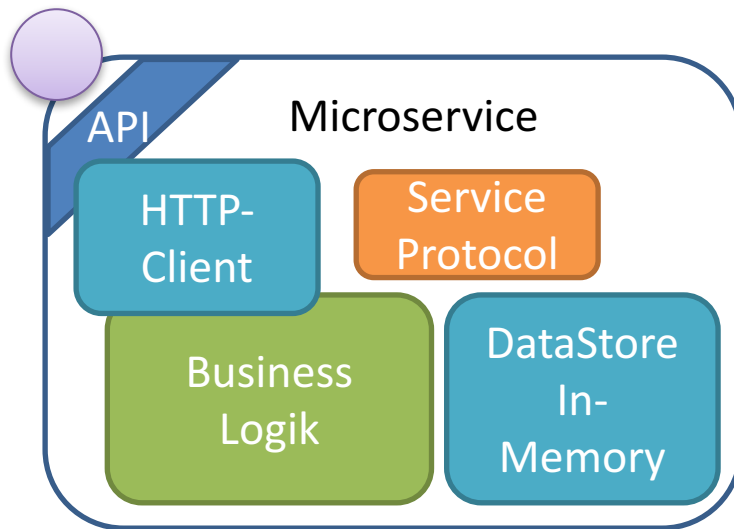 API
Microservice
HTTP-
Client
Service
Protocol
Business
Logik
DataStore
In-
Memory